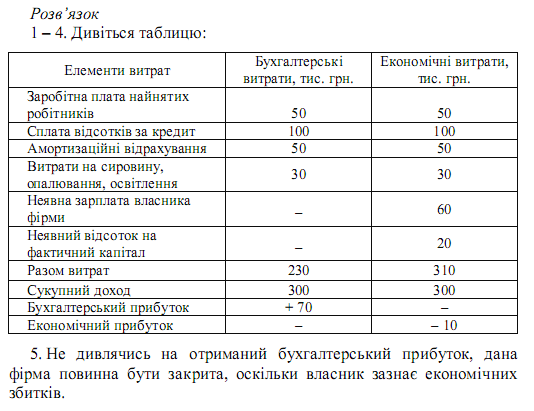 Розв’язок
1 – 4. Дивіться таблицю:
Елементи витрат Бухгалтерські витрати, тис. грн. Економічні витрати, тис. грн.
Заробітна плата найнятих робітників 50 50
Сплата відсотків за кредит 100 100
Амортизаційні відрахування 50 50
Витрати на сировину, опалювання, освітлення 30 30
Неявна зарплата власника фірми – 60
Неявний відсоток на фактичний капітал – 20
Разом витрат 230 310
Сукупний доход 300 300
Бухгалтерський прибуток + 70 –
Економічний прибуток – – 10
5. Не дивлячись на отриманий бухгалтерський прибуток, дана
фірма повинна бути закрита, оскільки власник зазнає економічних
збитків.